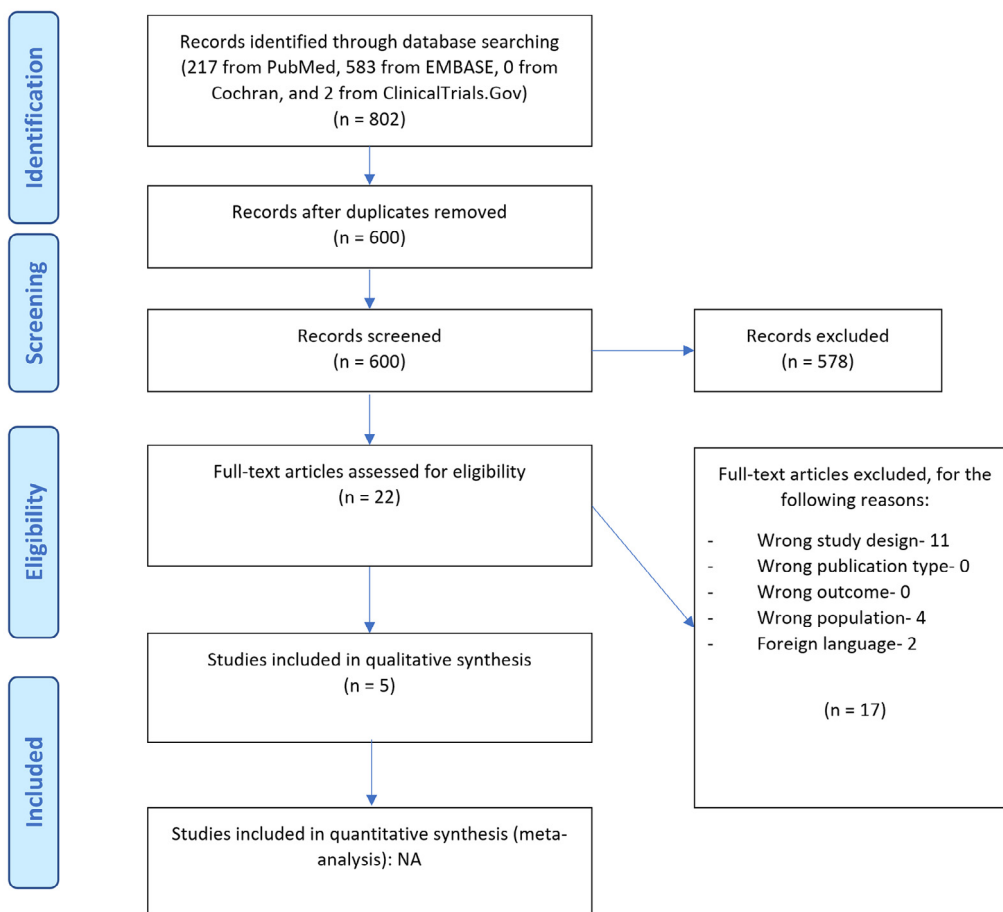 Identification
Records identified through database searching
(217 from PubMed, 583 from EMBASE, 0 from
Cochran, and 2 from ClinicalTrials.Gov)
(n = 802)
Records after duplicates removed
(n = 600)
Screening
Records screened
(n = 600)
Records excluded
(n = 578)
Eligibility
Full-text articles assessed for eligibility
(n = 22)
Full-text articles excluded, for the
following reasons:
- Wrong study design- 11
- Wrong publication type- 0
- Wrong outcome- 0
- Wrong population- 4
- Foreign language- 2
(n = 17)
Studies included in qualitative synthesis
(n = 5)
Included
Studies included in quantitative synthesis (meta-
analysis): NA